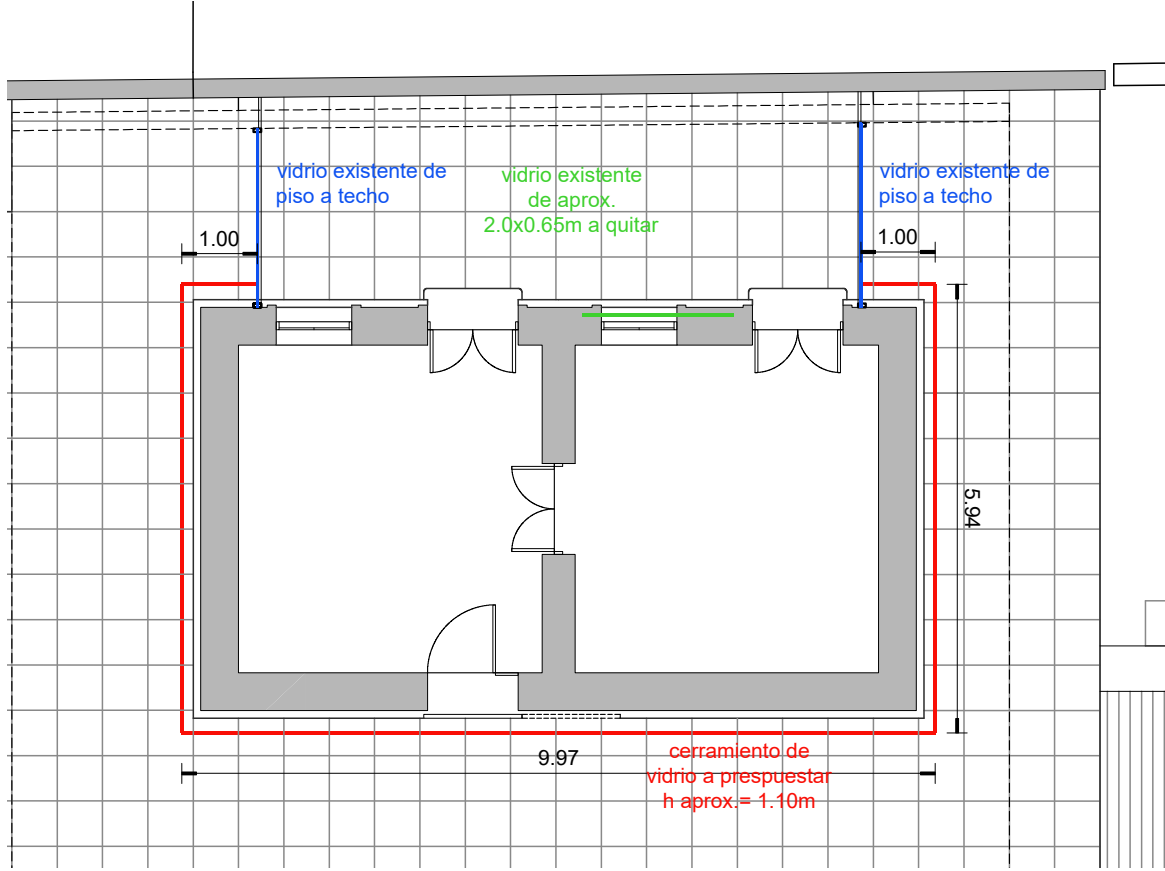 vidrio existente de
piso a techo
vidrio existente
de aprox.
2.0x0.65m a quitar
vidrio existente de
piso a techo
1.00
1.00
5.94
9.97
cerramiento de
vidrio a prespuestar
h aprox.= 1.10m